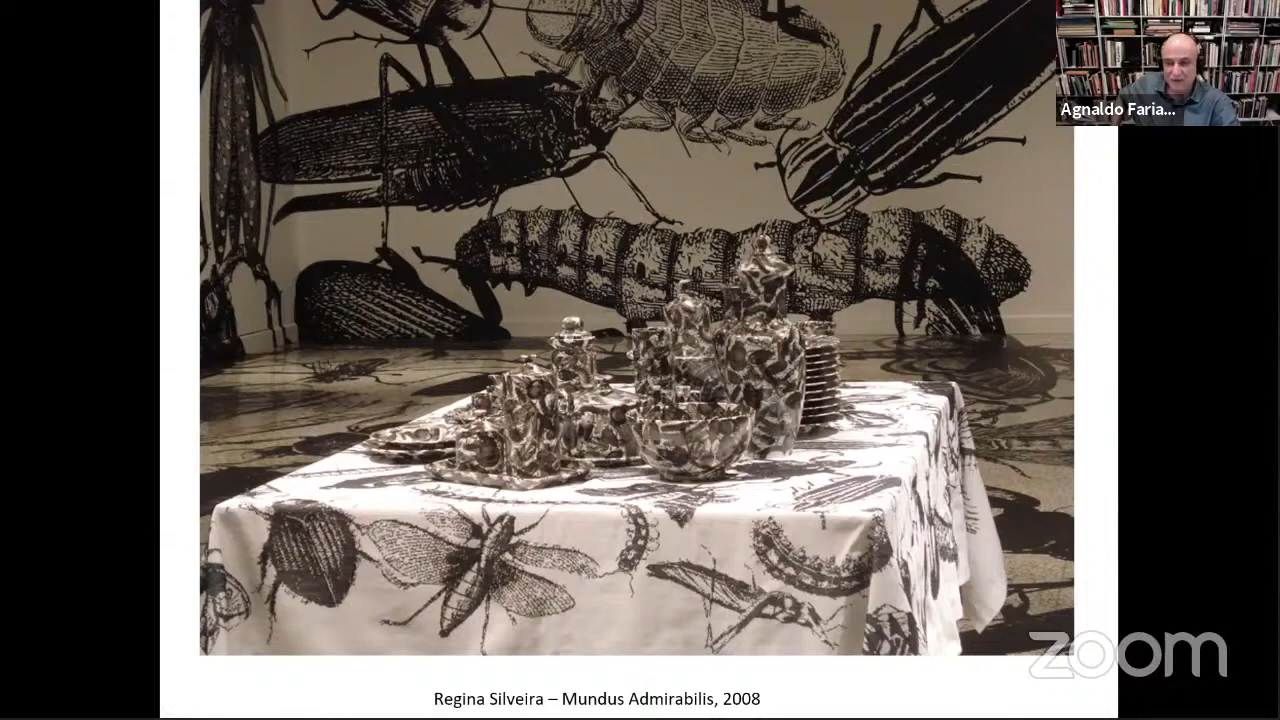 Agnaldo Faria...
zoom
Regina Silveira – Mundus Admirabilis, 2008